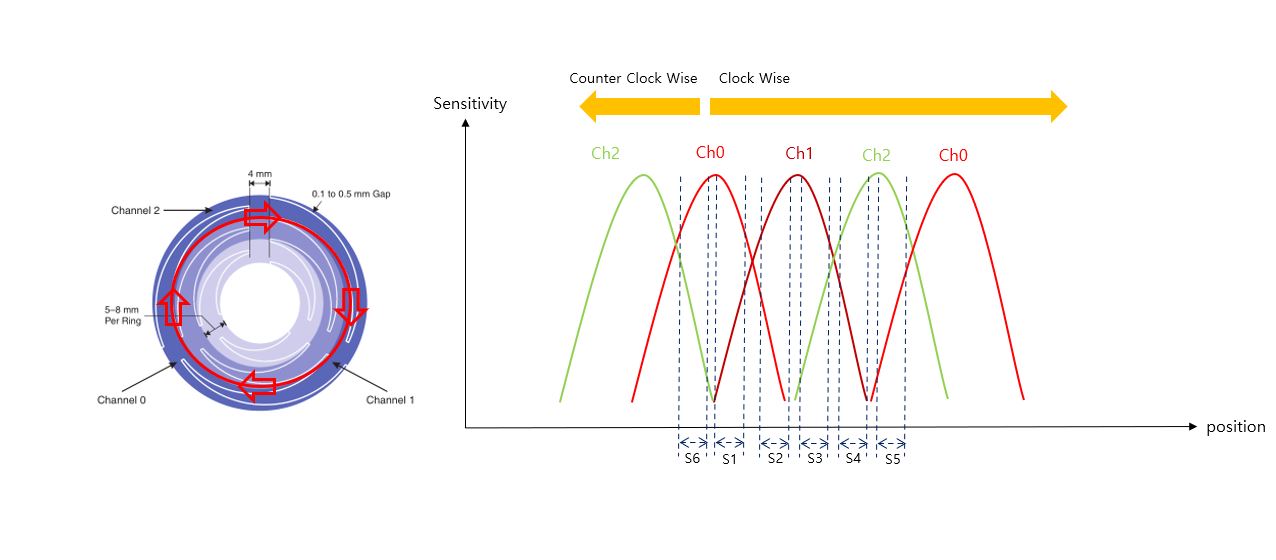 4 mm
0.1 to 0.5 mm Gap
Channel 2
5–8 mm
Per Ring
Channel 0
Channel 1
Counter Clock Wise
Clock Wise
Sensitivity
Ch2
Ch0
Ch1
Ch2
Ch0
position
S6
S1
S2
S3
S4
S5